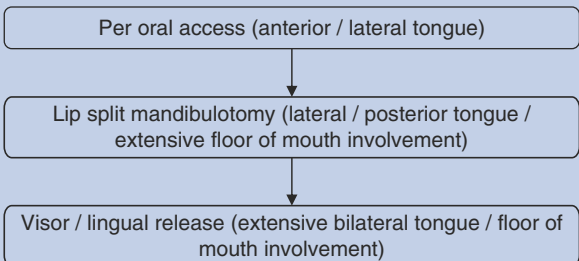 Per oral access (anterior / lateral tongue)
Lip split mandibulotomy (lateral / posterior tongue /
extensive floor of mouth involvement)
Visor / lingual release (extensive bilateral tongue / floor of
mouth involvement)